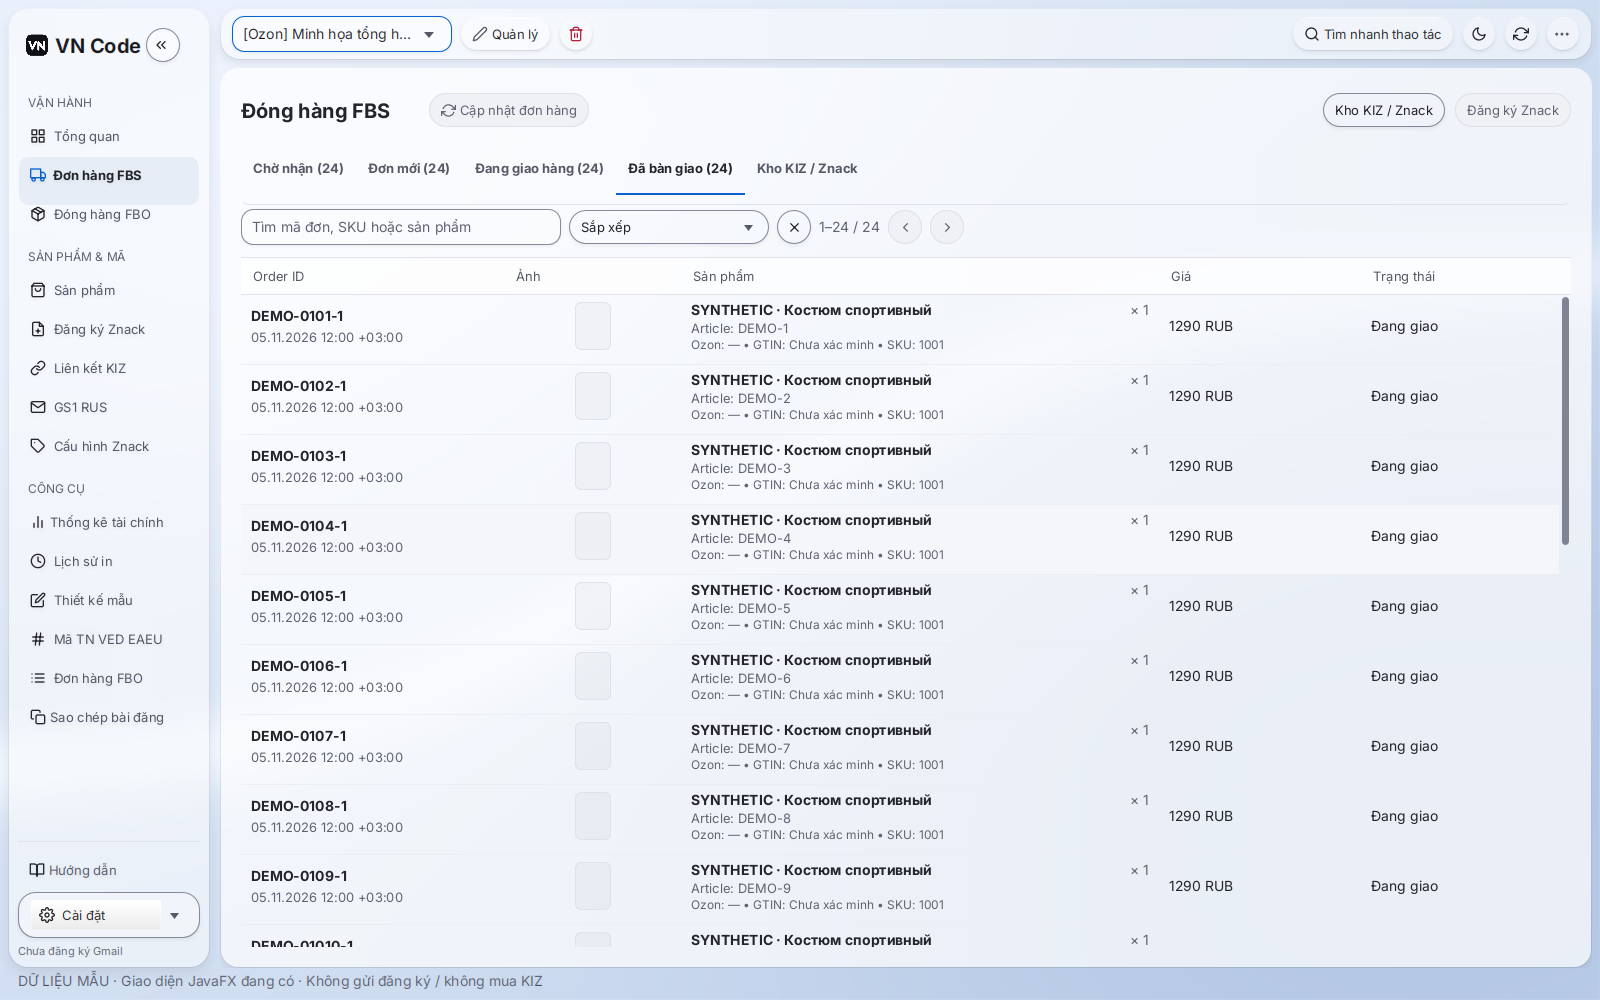 VN VN Code
[Ozon] Minh họa tổng h...
Quản lý
Tìm nhanh thao tác
VẬN HÀNH
Tổng quan
Đơn hàng FBS
Đóng hàng FBO
SẢN PHẨM & MÃ
Sản phẩm
Đăng ký Znack
Liên kết KIZ
GS1 RUS
Cấu hình Znack
CÔNG CỤ
Thống kê tài chính
Lịch sử in
Thiết kế mẫu
Mã TN VED EAEU
Đơn hàng FBO
Sao chép bài đăng
Hướng dẫn
Cài đặt
Chưa đăng ký Gmail
Đóng hàng FBS
Cập nhật đơn hàng
Kho KIZ / Znack
Đăng ký Znack
Chờ nhận (24) Đơn mới (24) Đang giao hàng (24) Đã bàn giao (24) Kho KIZ / Znack
Tìm mã đơn, SKU hoặc sản phẩm
Sắp xếp
1–24 / 24
Order ID Ảnh Sản phẩm Giá Trạng thái
DEMO-0101-1
05.11.2026 12:00 +03:00
SYNTHETIC · Костюм спортивный × 1
Article: DEMO-1
Ozon: — • GTIN: Chưa xác minh • SKU: 1001
1290 RUB
Đang giao
DEMO-0102-1
05.11.2026 12:00 +03:00
SYNTHETIC · Костюм спортивный × 1
Article: DEMO-2
Ozon: — • GTIN: Chưa xác minh • SKU: 1001
1290 RUB
Đang giao
DEMO-0103-1
05.11.2026 12:00 +03:00
SYNTHETIC · Костюм спортивный × 1
Article: DEMO-3
Ozon: — • GTIN: Chưa xác minh • SKU: 1001
1290 RUB
Đang giao
DEMO-0104-1
05.11.2026 12:00 +03:00
SYNTHETIC · Костюм спортивный × 1
Article: DEMO-4
Ozon: — • GTIN: Chưa xác minh • SKU: 1001
1290 RUB
Đang giao
DEMO-0105-1
05.11.2026 12:00 +03:00
SYNTHETIC · Костюм спортивный × 1
Article: DEMO-5
Ozon: — • GTIN: Chưa xác minh • SKU: 1001
1290 RUB
Đang giao
DEMO-0106-1
05.11.2026 12:00 +03:00
SYNTHETIC · Костюм спортивный × 1
Article: DEMO-6
Ozon: — • GTIN: Chưa xác minh • SKU: 1001
1290 RUB
Đang giao
DEMO-0107-1
05.11.2026 12:00 +03:00
SYNTHETIC · Костюм спортивный × 1
Article: DEMO-7
Ozon: — • GTIN: Chưa xác minh • SKU: 1001
1290 RUB
Đang giao
DEMO-0108-1
05.11.2026 12:00 +03:00
SYNTHETIC · Костюм спортивный × 1
Article: DEMO-8
Ozon: — • GTIN: Chưa xác minh • SKU: 1001
1290 RUB
Đang giao
DEMO-0109-1
05.11.2026 12:00 +03:00
SYNTHETIC · Костюм спортивный × 1
Article: DEMO-9
Ozon: — • GTIN: Chưa xác minh • SKU: 1001
1290 RUB
Đang giao
DEMO-01010-1
SYNTHETIC · Костюм спортивный × 1
DỮ LIỆU MẪU · Giao diện JavaFX đang có · Không gửi đăng ký / không mua KIZ